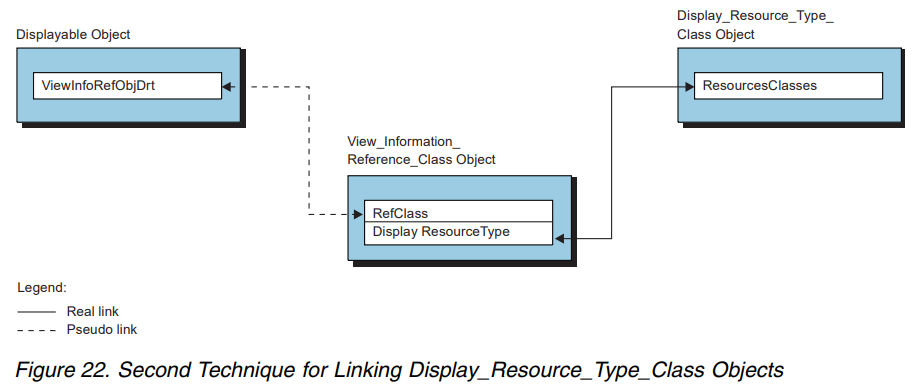 Display_Resource_Type_
Class Object
Displayable Object
ViewInfoRefObjDrt
ResourcesClasses
View_Information_
Reference_Class Object
RefClass
Display ResourceType
Legend:
Real link
Pseudo link
Figure 22. Second Technique for Linking Display_Resource_Type_Class Objects